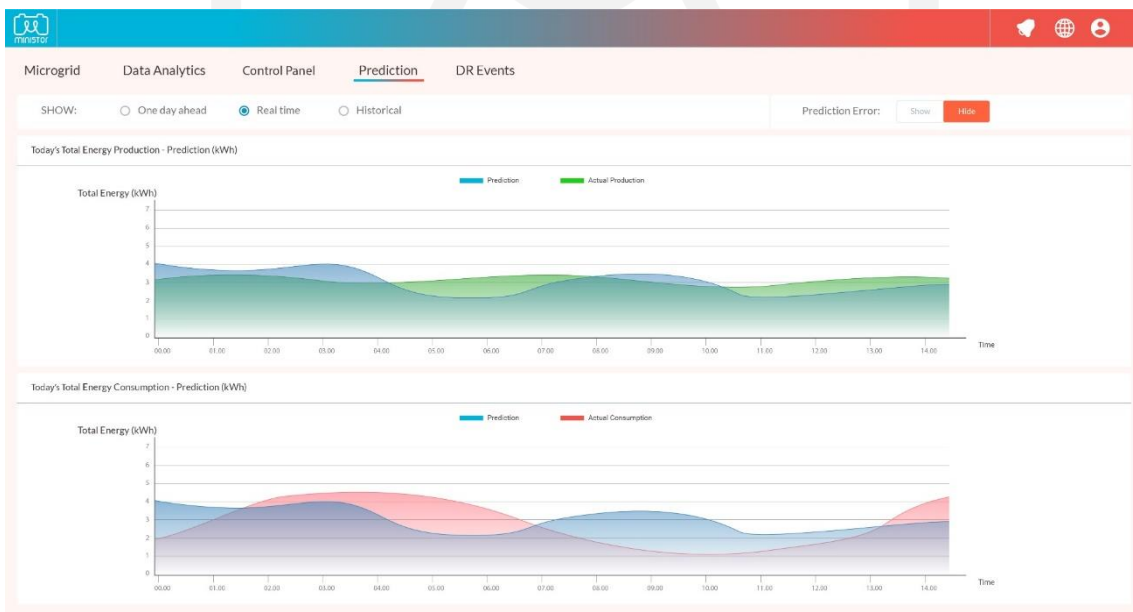 MINISTOR
Microgrid Data Analytics Control Panel Prediction DR Events
SHOW: One day ahead Real time Historical Prediction Error: Show Hide
Today's Total Energy Production - Prediction (kWh)
Prediction Actual Production
Total Energy (kWh)
7
6
5
4
3
2
1
0
00.00 01.00 02.00 03.00 04.00 05.00 06.00 07.00 08.00 09.00 10.00 11.00 12.00 13.00 14.00 Time
Today's Total Energy Consumption - Prediction (kWh)
Prediction Actual Consumption
Total Energy (kWh)
7
6
5
4
3
2
1
0
00.00 01.00 02.00 03.00 04.00 05.00 06.00 07.00 08.00 09.00 10.00 11.00 12.00 13.00 14.00 Time